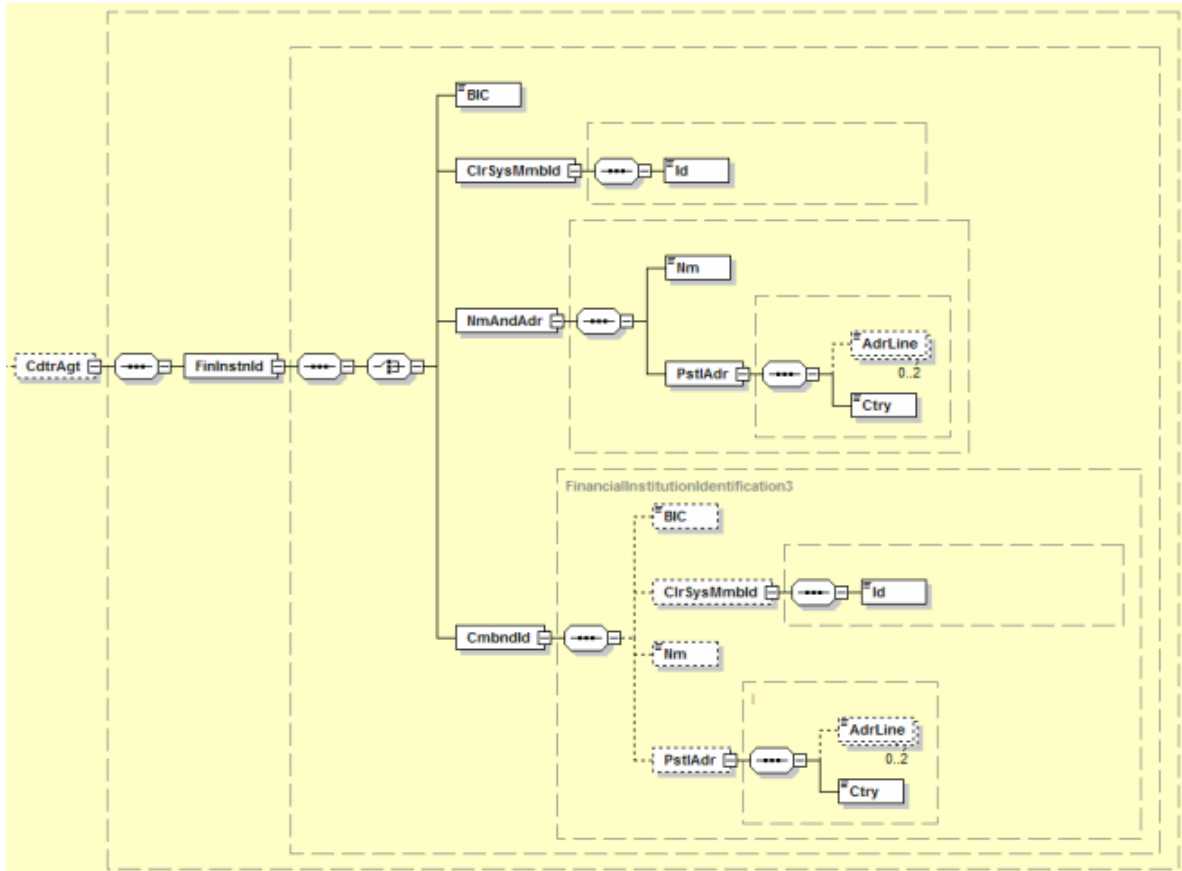 BIC
ClrSysMmbId
Id
Nm
NmAndAdr
AdrLine
0..2
CdtrAgt
FinInstnId
PstlAdr
Ctry
FinancialInstitutionIdentification3
BIC
ClrSysMmbId
Id
CmbndId
Nm
AdrLine
0..2
PstlAdr
Ctry